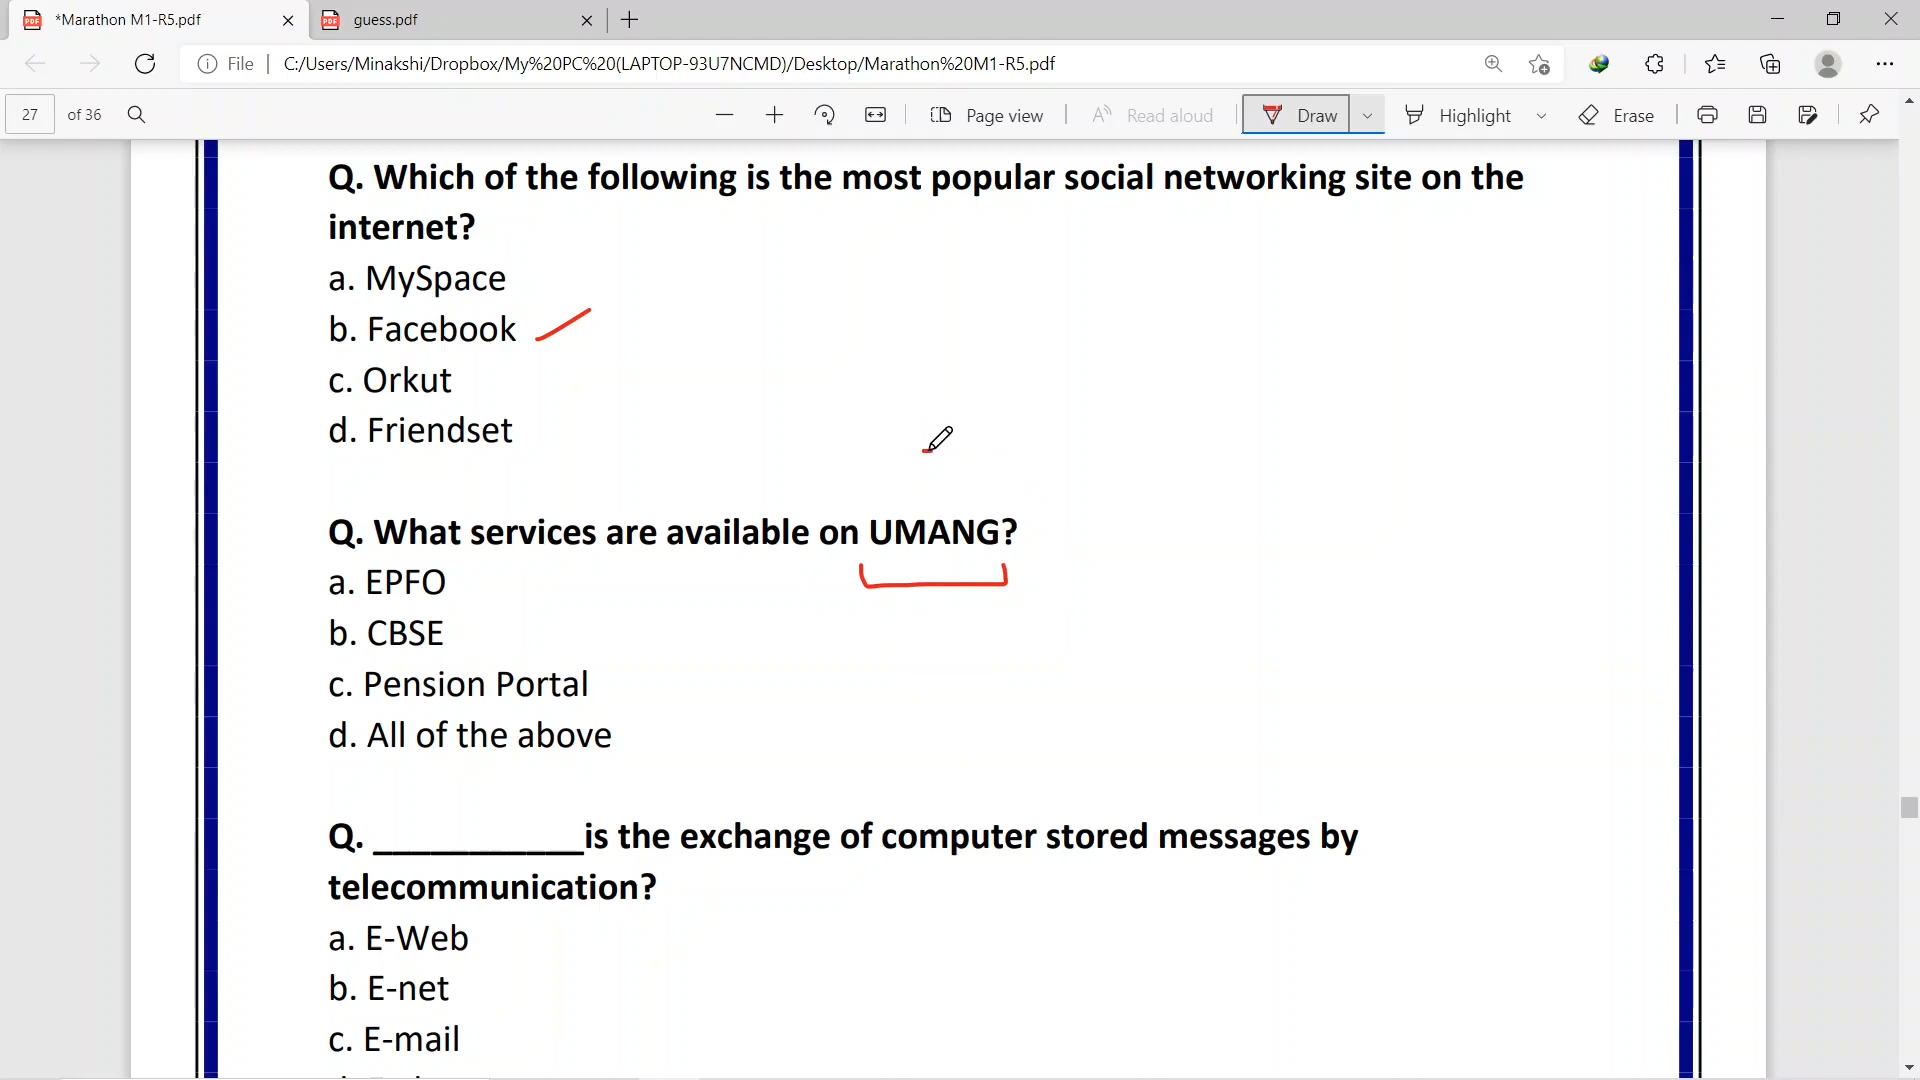 *Marathon M1-R5.pdf
guess.pdf
File
C:/Users/Minakshi/Dropbox/My%20PC%20(LAPTOP-93U7NCMD)/Desktop/Marathon%20M1-R5.pdf
27 of 36
Page view
Read aloud
Draw
Highlight
Erase
Q. Which of the following is the most popular social networking site on the
internet?
a. MySpace
b. Facebook
c. Orkut
d. Friendset
Q. What services are available on UMANG?
a. EPFO
b. CBSE
c. Pension Portal
d. All of the above
Q. ___________is the exchange of computer stored messages by
telecommunication?
a. E-Web
b. E-net
c. E-mail